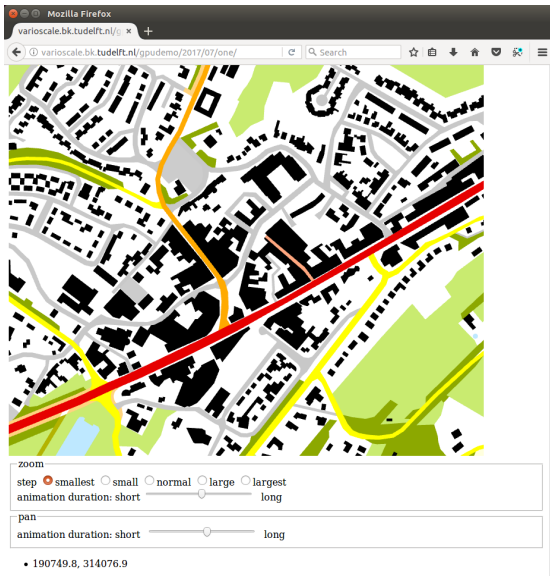 Mozilla Firefox
varioscale.bk.tudelft.nl/g
varioscale.bk.tudelft.nl/gpudemo/2017/07/one/
Search
zoom
step smallest small normal large largest
animation duration: short long
pan
animation duration: short long
190749.8, 314076.9